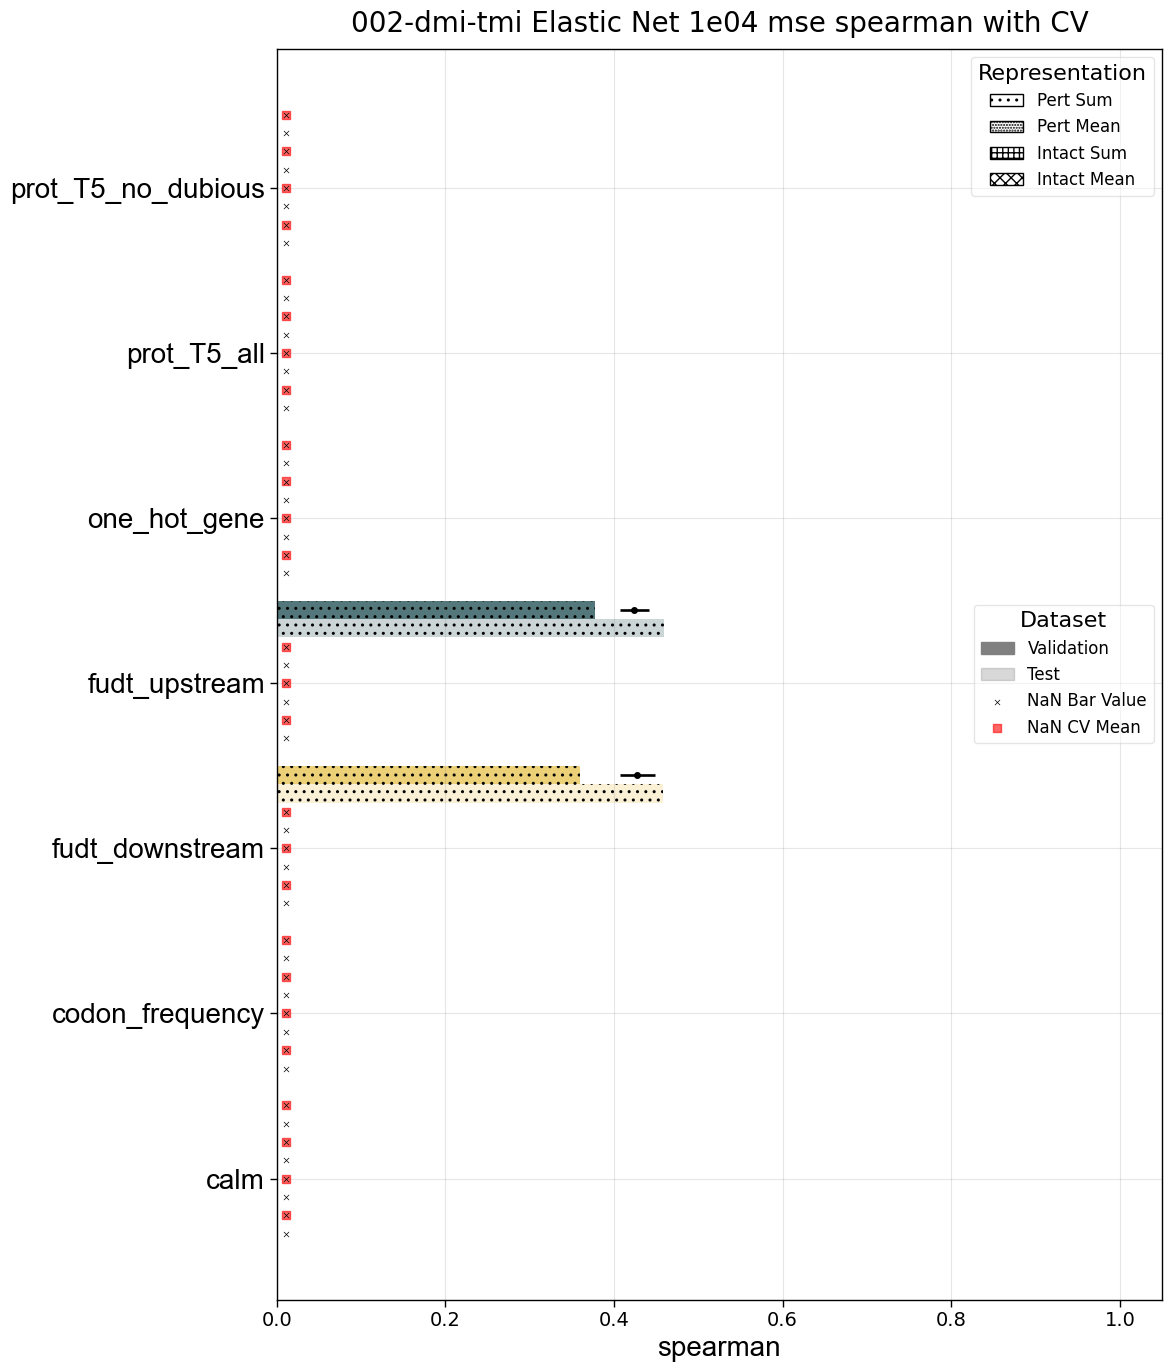 002-dmi-tmi Elastic Net 1e04 mse spearman with CV
Representation
Pert Sum
Pert Mean
Intact Sum
Intact Mean
prot_T5_no_dubious
prot_T5_all
one_hot_gene
fudt_upstream
fudt_downstream
codon_frequency
calm
Dataset
Validation
Test
NaN Bar Value
NaN CV Mean
0.0 0.2 0.4 0.6 0.8 1.0
spearman